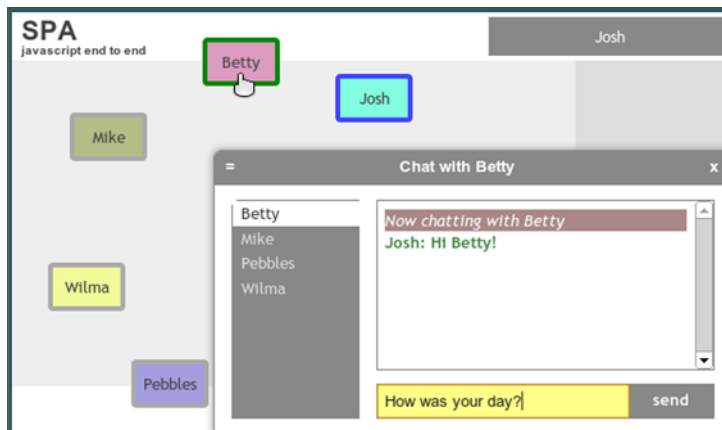 SPA
javascript end to end
Josh
Betty
Josh
Mike
Wilma
Pebbles
=
Chat with Betty
x
Betty
Mike
Pebbles
Wilma
Now chatting with Betty
Josh: Hi Betty!
How was your day?
send